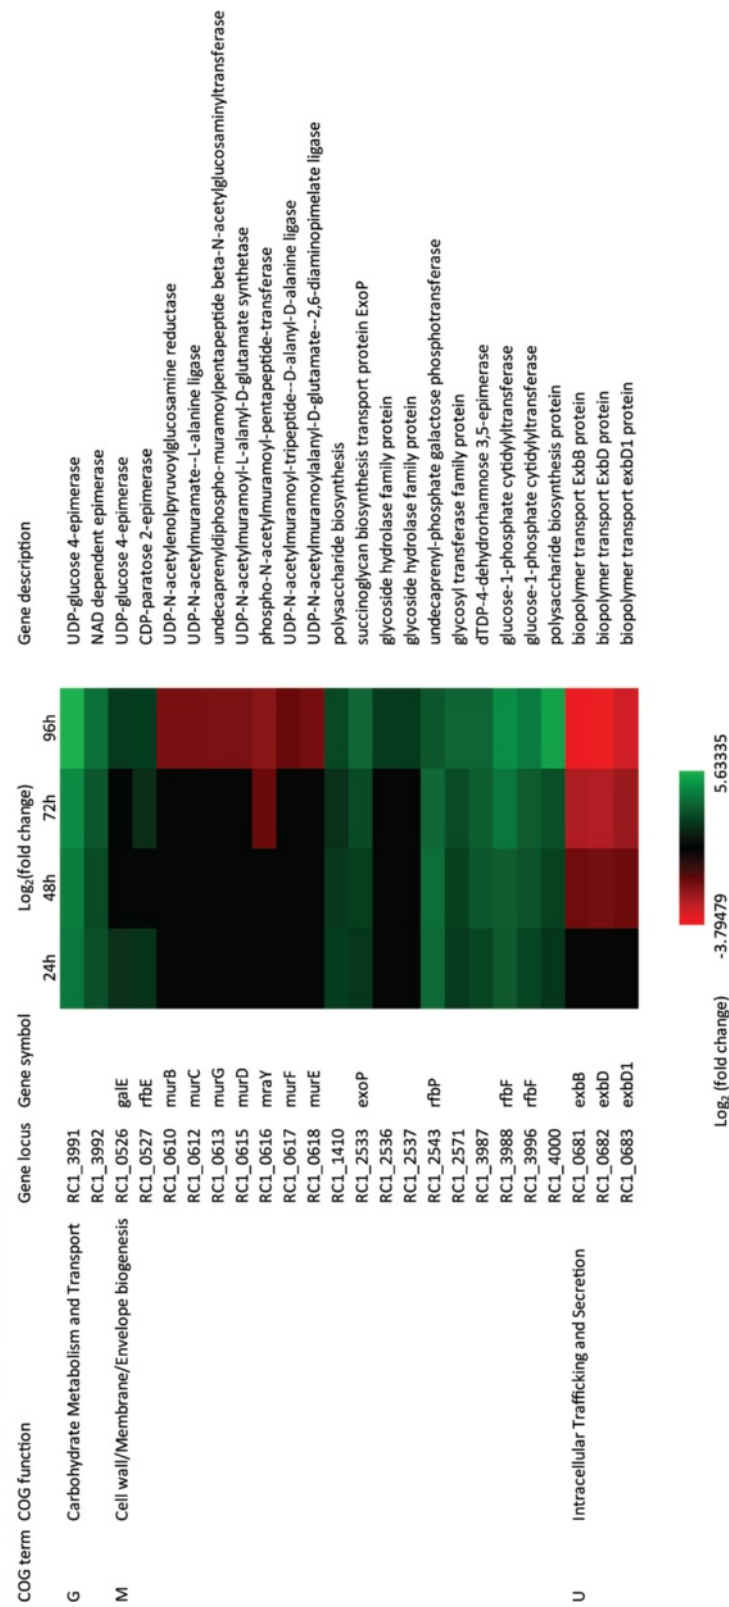 Log₂(fold change)
COG term COG function Gene locus Gene symbol 24h 48h 72h 96h Gene description
G Carbohydrate Metabolism and Transport RC1_3991 UDP-glucose 4-epimerase
RC1_3992 NAD dependent epimerase
M Cell wall/Membrane/Envelope biogenesis RC1_0526 galE UDP-glucose 4-epimerase
RC1_0527 rfbE CDP-paratose 2-epimerase
RC1_0610 murB UDP-N-acetylenolpyruvoylglucosamine reductase
RC1_0612 murC UDP-N-acetylmuramate--L-alanine ligase
RC1_0613 murG undecaprenyldiphospho-muramoylpentapeptide beta-N-acetylglucosaminyltransferase
RC1_0615 murD UDP-N-acetylmuramoyl-L-alanyl-D-glutamate synthetase
RC1_0616 mraY phospho-N-acetylmuramoyl-pentapeptide-transferase
RC1_0617 murF UDP-N-acetylmuramoyl-tripeptide--D-alanyl-D-alanine ligase
RC1_0618 murE UDP-N-acetylmuramoylalanyl-D-glutamate--2,6-diaminopimelate ligase
RC1_1410 polysaccharide biosynthesis
RC1_2533 exoP succinoglycan biosynthesis transport protein ExoP
RC1_2536 glycoside hydrolase family protein
RC1_2537 glycoside hydrolase family protein
RC1_2543 rfbP undecaprenyl-phosphate galactose phosphotransferase
RC1_2571 glycosyl transferase family protein
RC1_3987 dTDP-4-dehydrorhamnose 3,5-epimerase
RC1_3988 rfbF glucose-1-phosphate cytidylyltransferase
RC1_3996 rfbF glucose-1-phosphate cytidylyltransferase
RC1_4000 polysaccharide biosynthesis protein
U Intracellular Trafficking and Secretion RC1_0681 exbB biopolymer transport ExbB protein
RC1_0682 exbD biopolymer transport ExbD protein
RC1_0683 exbD1 biopolymer transport exbD1 protein
Log₂ (fold change) -3.79479 5.63335